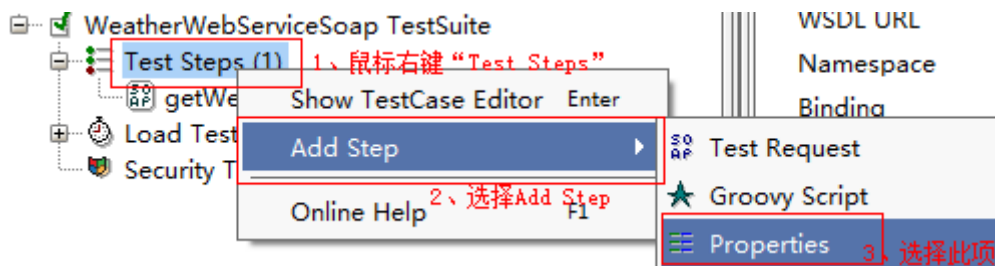 WeatherWebServiceSoap TestSuite
Test Steps (1)
1、鼠标右键“Test Steps”
getWe
Load Test
Security T
Show TestCase Editor Enter
Add Step
2、选择Add Step
Online Help F1
WSDL URL
Namespace
Binding
Test Request
Groovy Script
Properties
3、选择此项